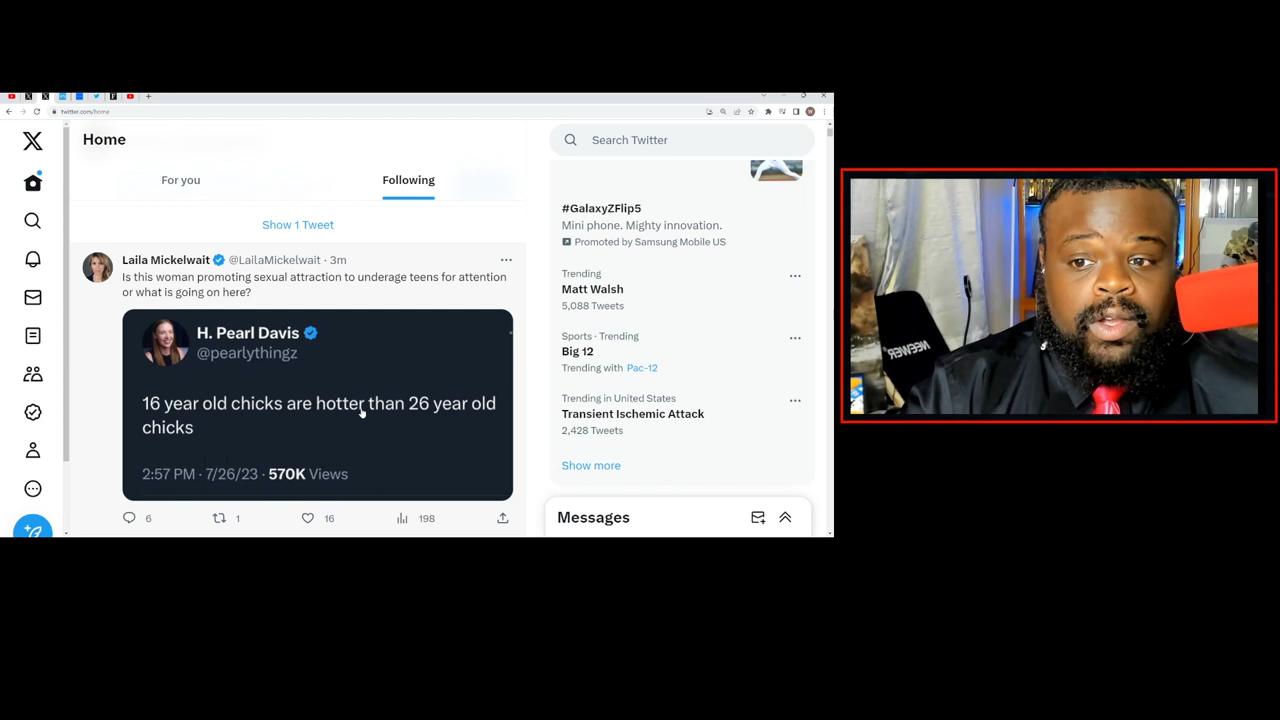 twitter.com/home
Home
Search Twitter
For you
Following
Show 1 Tweet
Laila Mickelwait @LailaMickelwait · 3m
Is this woman promoting sexual attraction to underage teens for attention
or what is going on here?
H. Pearl Davis
@pearlythingz
16 year old chicks are hotter than 26 year old
chicks
2:57 PM · 7/26/23 · 570K Views
6 1 16 198
#GalaxyZFlip5
Mini phone. Mighty innovation.
Promoted by Samsung Mobile US
Trending
Matt Walsh
5,088 Tweets
Sports · Trending
Big 12
Trending with Pac-12
Trending in United States
Transient Ischemic Attack
2,428 Tweets
Show more
Messages
NEEWER